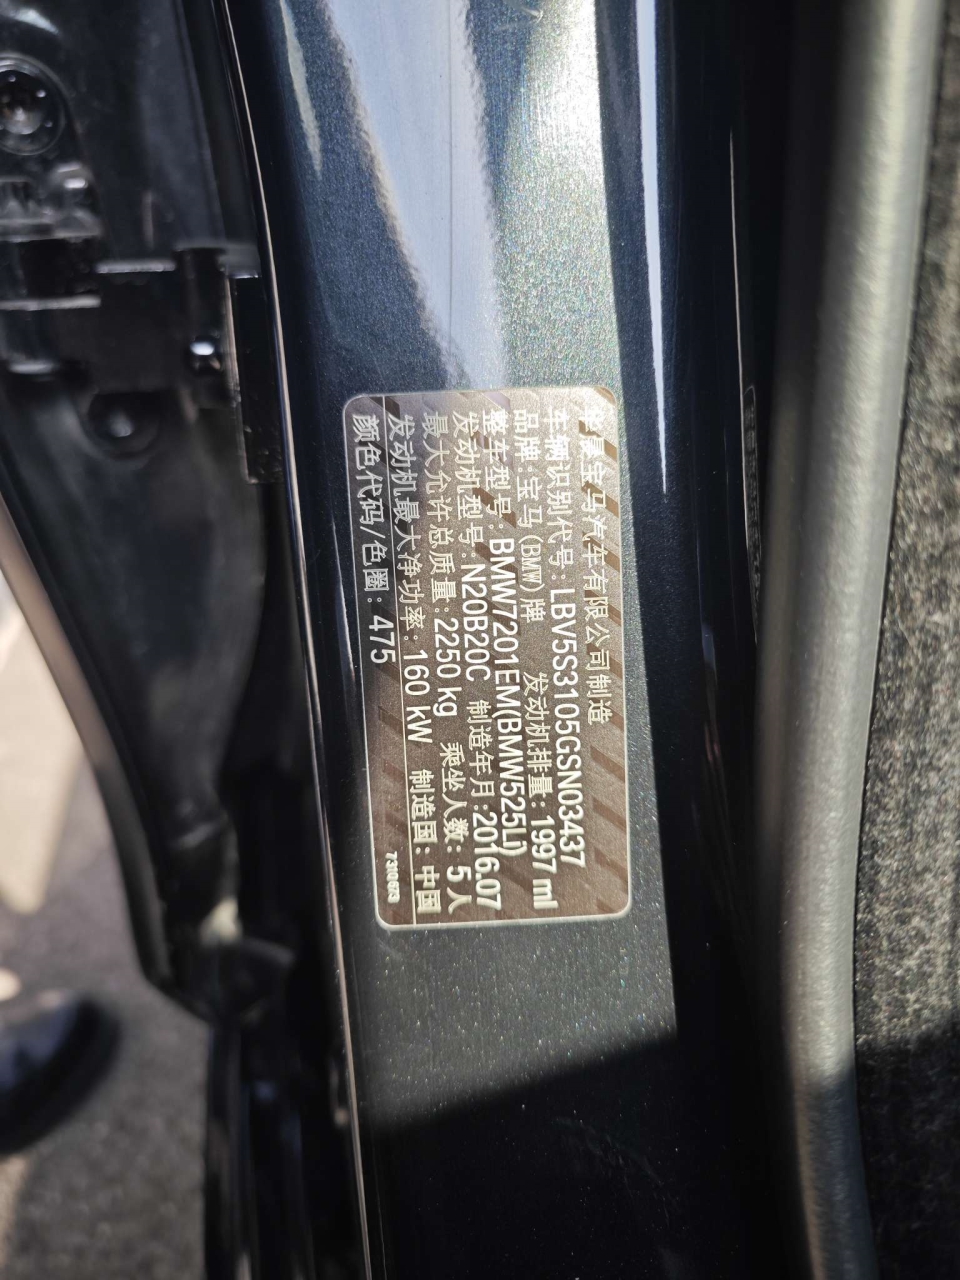 华晨宝马汽车有限公司制造
车辆识别代号:LBV5S3105GSN03437
品牌:宝马(BMW)牌 发动机排量:1997 ml
整车型号:BMW7201EM(BMW525Li)
发动机型号:N20B20C 制造年月:2016.07
最大允许总质量:2250 kg 乘坐人数:5人
发动机最大净功率:160 kW 制造国:中国
颜色代码/色圈:475